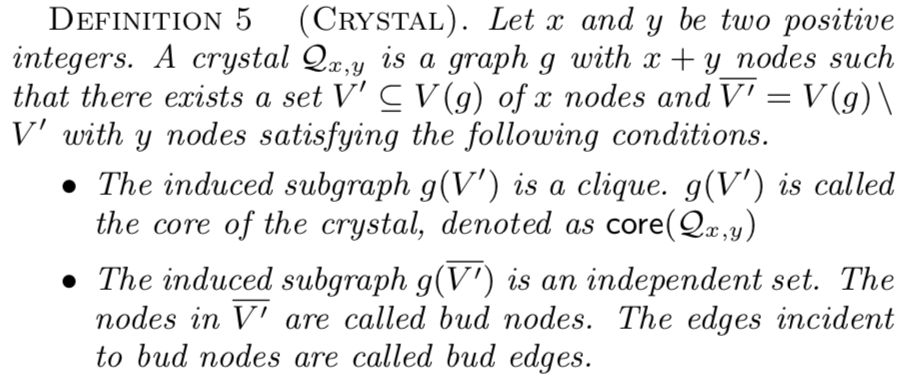 DEFINITION 5 (CRYSTAL). Let x and y be two positive
integers. A crystal 𝒬x,y is a graph g with x + y nodes such
that there exists a set V′ ⊆ V(g) of x nodes and V̅′ = V(g) \
V′ with y nodes satisfying the following conditions.
• The induced subgraph g(V′) is a clique. g(V′) is called
the core of the crystal, denoted as core(𝒬x,y)
• The induced subgraph g(V̅′) is an independent set. The
nodes in V̅′ are called bud nodes. The edges incident
to bud nodes are called bud edges.